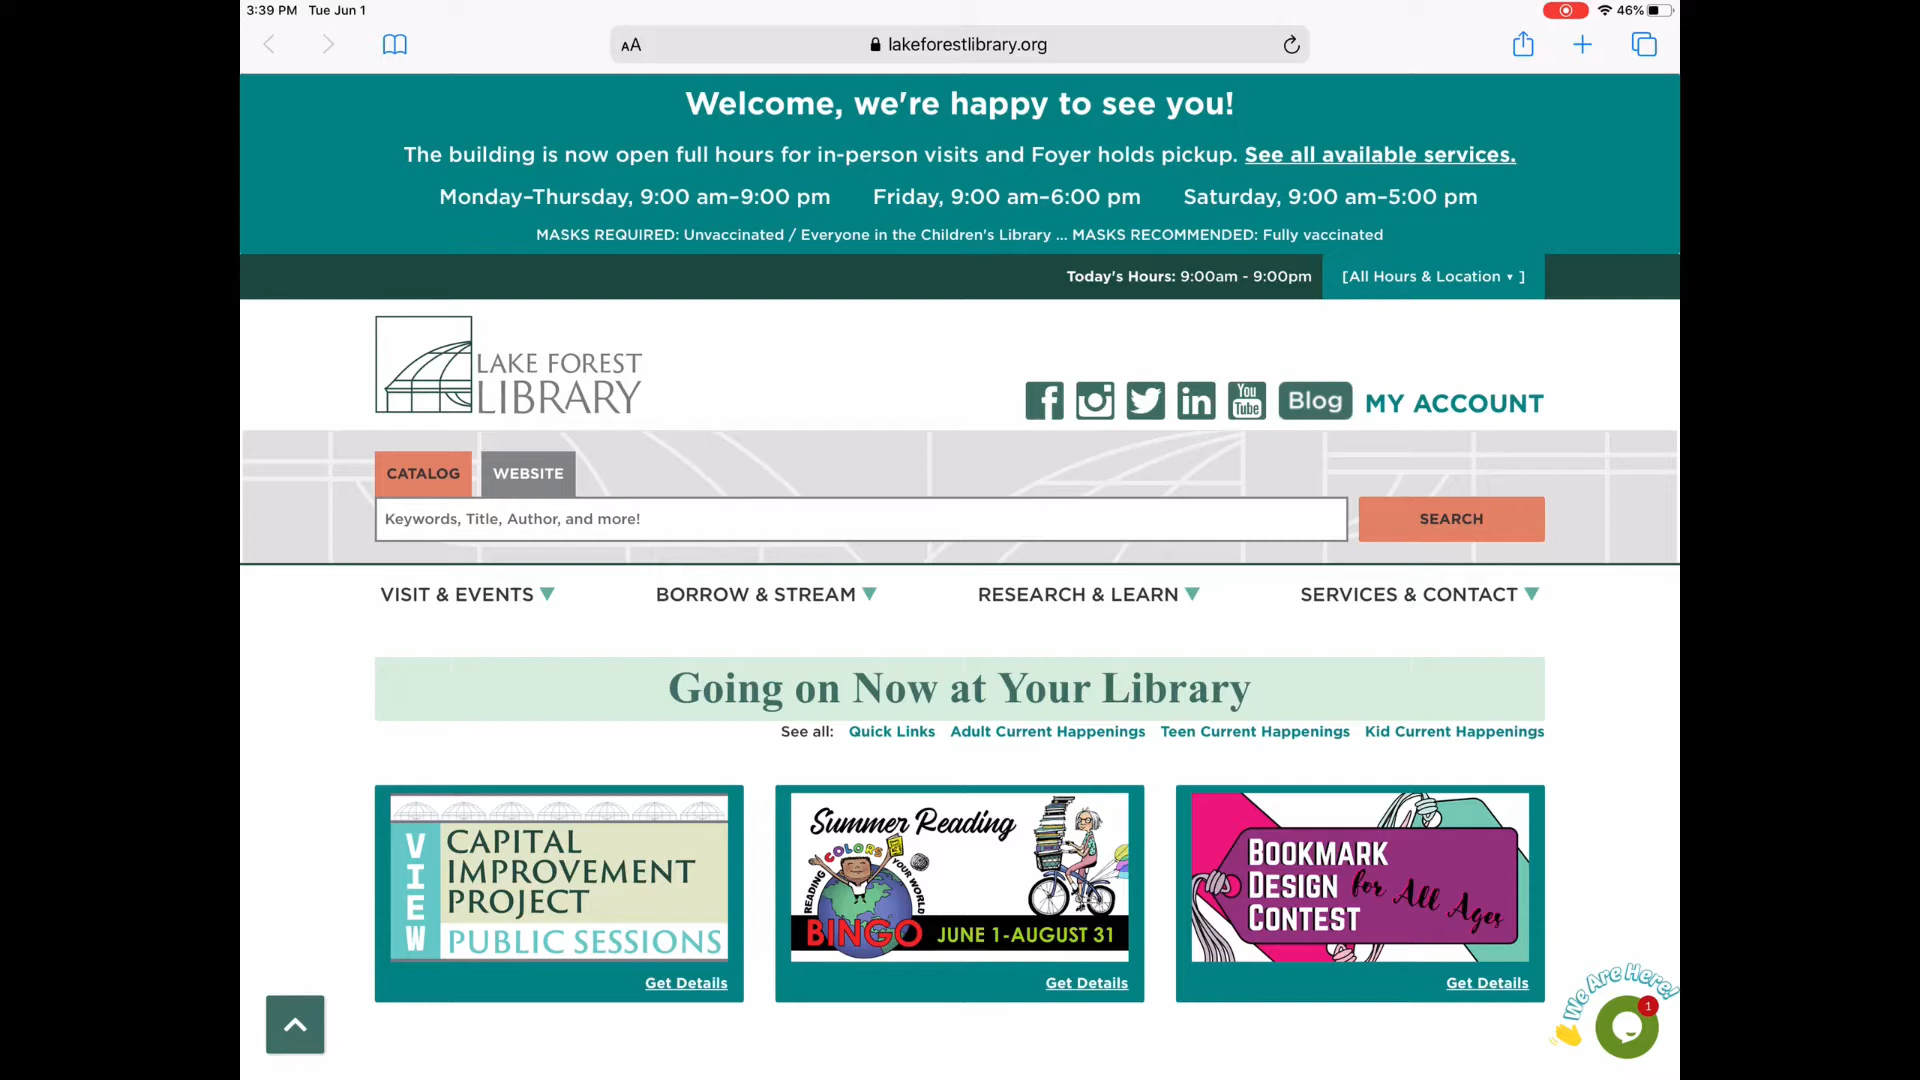 3:39 PM Tue Jun 1
46%
AA
lakeforestlibrary.org
Welcome, we're happy to see you!
The building is now open full hours for in-person visits and Foyer holds pickup. See all available services.
Monday–Thursday, 9:00 am–9:00 pm Friday, 9:00 am–6:00 pm Saturday, 9:00 am–5:00 pm
MASKS REQUIRED: Unvaccinated / Everyone in the Children's Library ... MASKS RECOMMENDED: Fully vaccinated
Today's Hours: 9:00am - 9:00pm [All Hours & Location ▾ ]
LAKE FOREST
LIBRARY
You
Tube
Blog
MY ACCOUNT
CATALOG WEBSITE
Keywords, Title, Author, and more!
SEARCH
VISIT & EVENTS ▼ BORROW & STREAM ▼ RESEARCH & LEARN ▼ SERVICES & CONTACT ▼
Going on Now at Your Library
See all: Quick Links Adult Current Happenings Teen Current Happenings Kid Current Happenings
VIEW
CAPITAL
IMPROVEMENT
PROJECT
PUBLIC SESSIONS
Get Details
Summer Reading
READING COLORS YOUR WORLD
BINGO JUNE 1-AUGUST 31
Get Details
BOOKMARK
DESIGN for All Ages
CONTEST
Get Details
We Are Here!
1